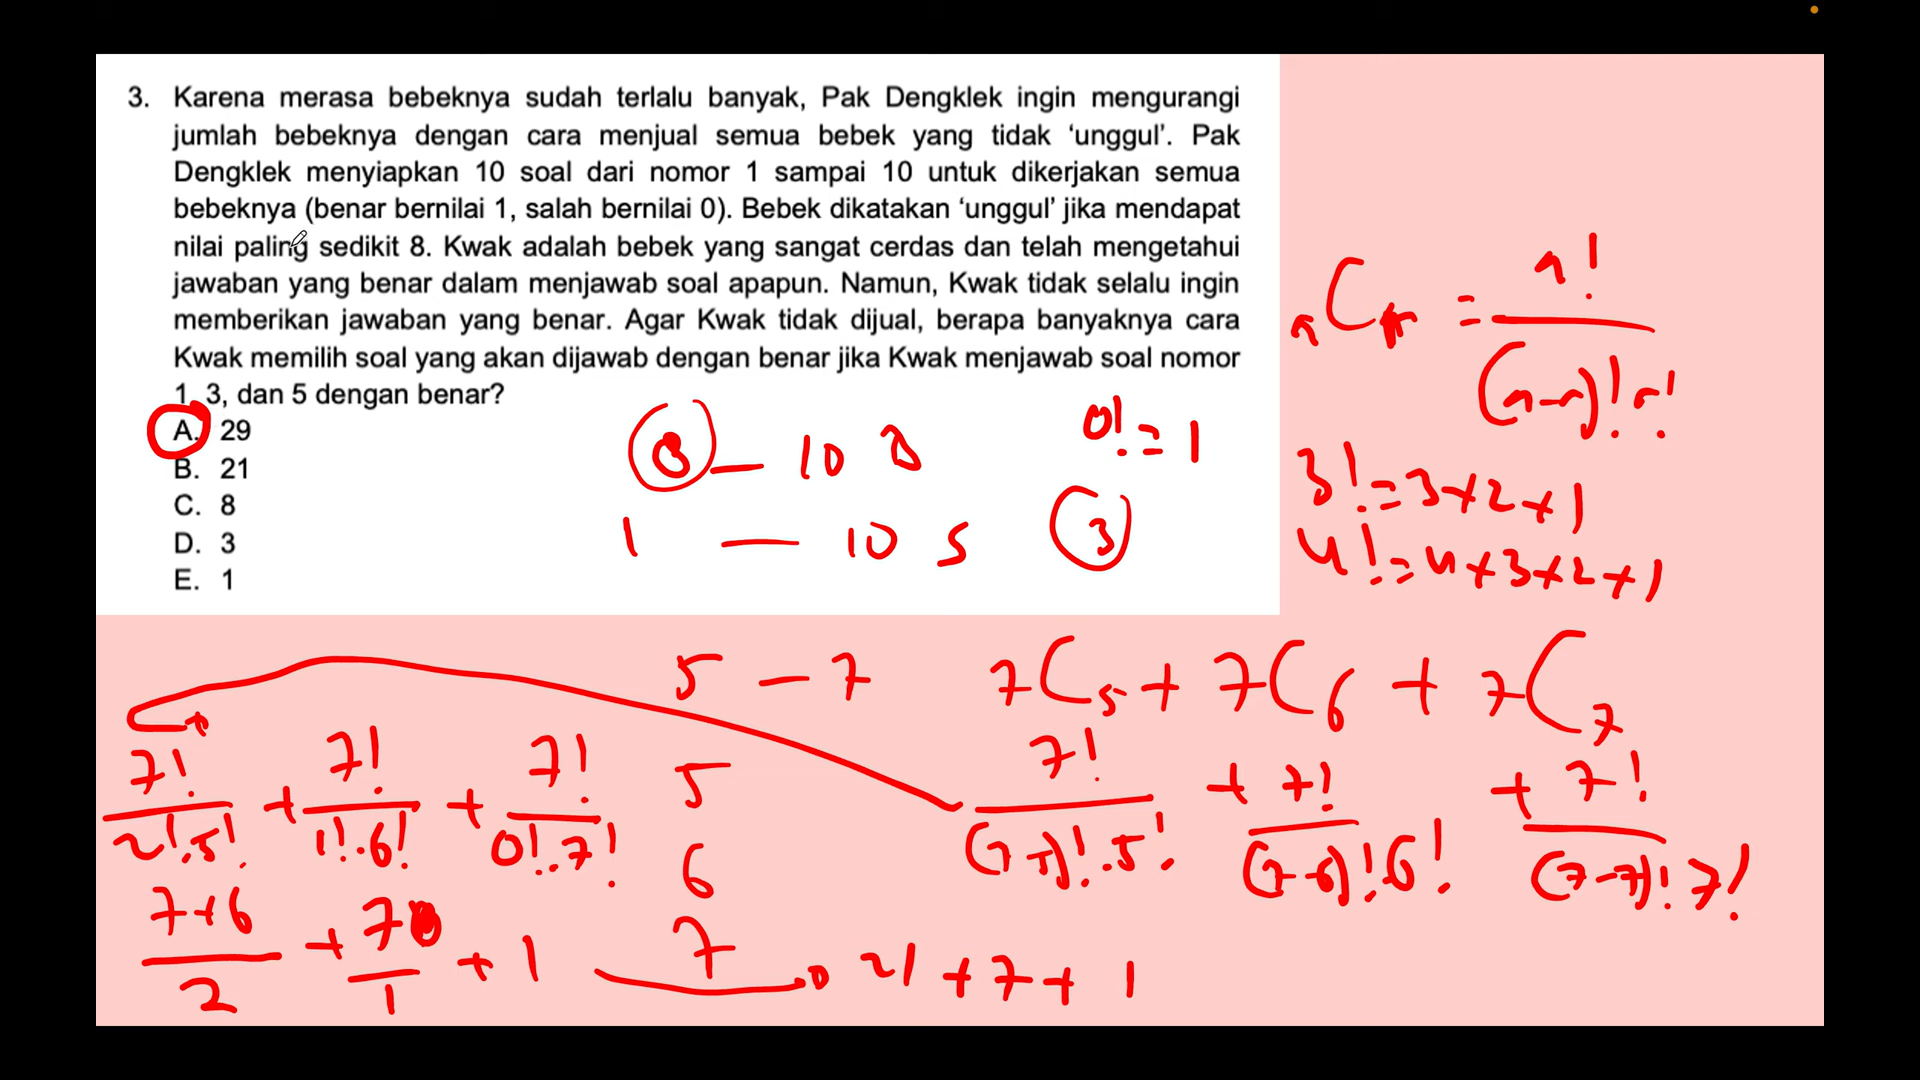 3. Karena merasa bebeknya sudah terlalu banyak, Pak Dengklek ingin mengurangi
jumlah bebeknya dengan cara menjual semua bebek yang tidak ‘unggul’. Pak
Dengklek menyiapkan 10 soal dari nomor 1 sampai 10 untuk dikerjakan semua
bebeknya (benar bernilai 1, salah bernilai 0). Bebek dikatakan ‘unggul’ jika mendapat
nilai paling sedikit 8. Kwak adalah bebek yang sangat cerdas dan telah mengetahui
jawaban yang benar dalam menjawab soal apapun. Namun, Kwak tidak selalu ingin
memberikan jawaban yang benar. Agar Kwak tidak dijual, berapa banyaknya cara
Kwak memilih soal yang akan dijawab dengan benar jika Kwak menjawab soal nomor
1, 3, dan 5 dengan benar?
A. 29
B. 21
C. 8
D. 3
E. 1
8 — 10 B
0! = 1
1 — 10 S
3
nCr = n! / (n-r)! r!
3! = 3+2+1
4! = 4+3+2+1
5 — 7
7C5 + 7C6 + 7C7
7! / 2!.5! + 7! / 1!.6! + 7! / 0!.7!
5
7! / (7-5)!.5! + 7! / (7-6)!.6! + 7! / (7-7)! 7!
6
7+6 / 2 + 7 / 1 + 1
7
21 + 7 + 1